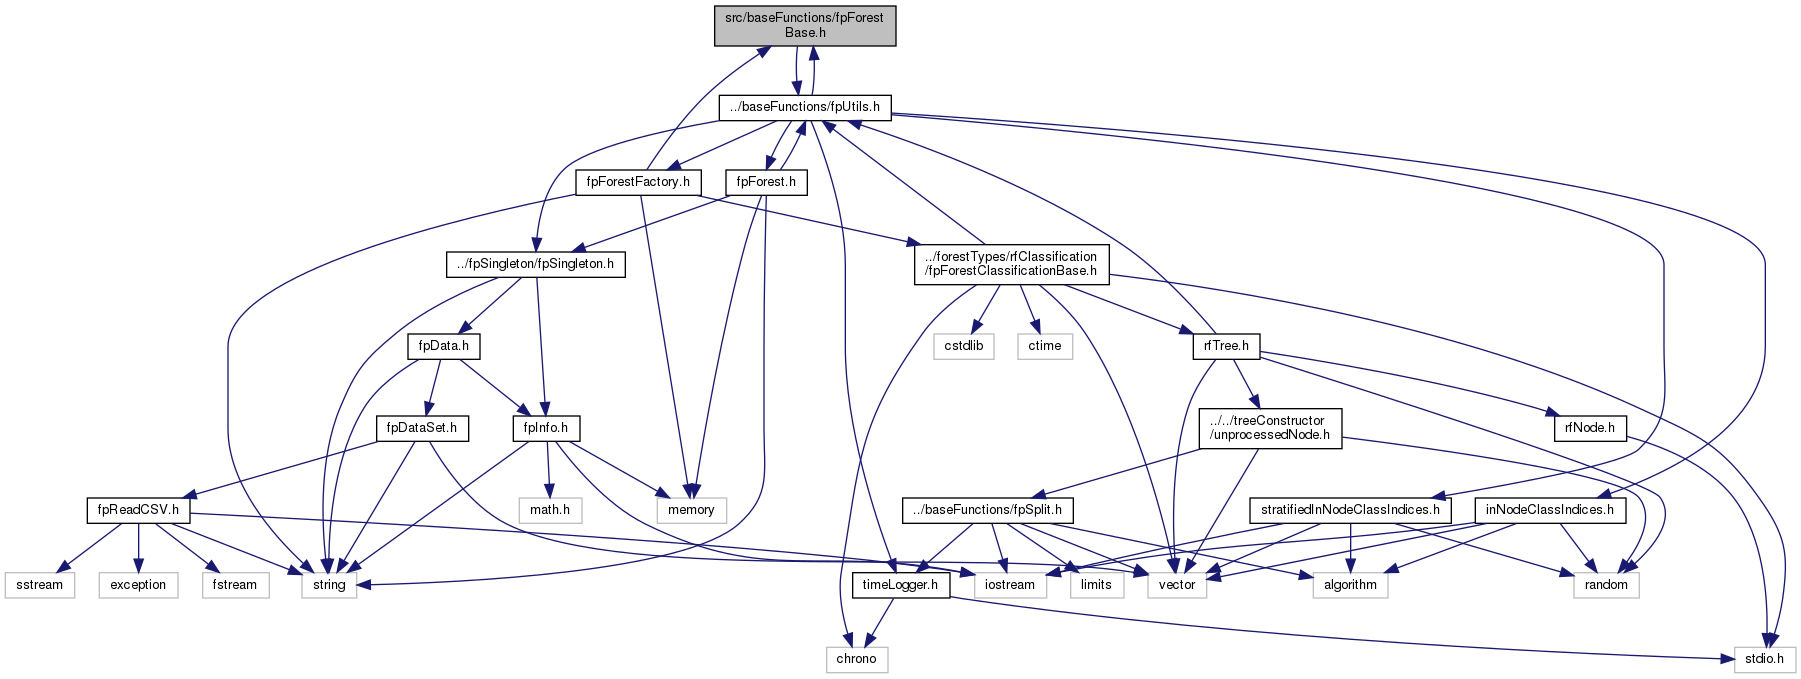 src/baseFunctions/fpForest
Base.h
../baseFunctions/fpUtils.h
fpForestFactory.h
fpForest.h
../fpSingleton/fpSingleton.h
../forestTypes/rfClassification
/fpForestClassificationBase.h
fpData.h
cstdlib
ctime
rfTree.h
fpDataSet.h
fpInfo.h
../../treeConstructor
/unprocessedNode.h
rfNode.h
fpReadCSV.h
math.h
memory
../baseFunctions/fpSplit.h
stratifiedInNodeClassIndices.h
inNodeClassIndices.h
sstream
exception
fstream
string
timeLogger.h
iostream
limits
vector
algorithm
random
chrono
stdio.h